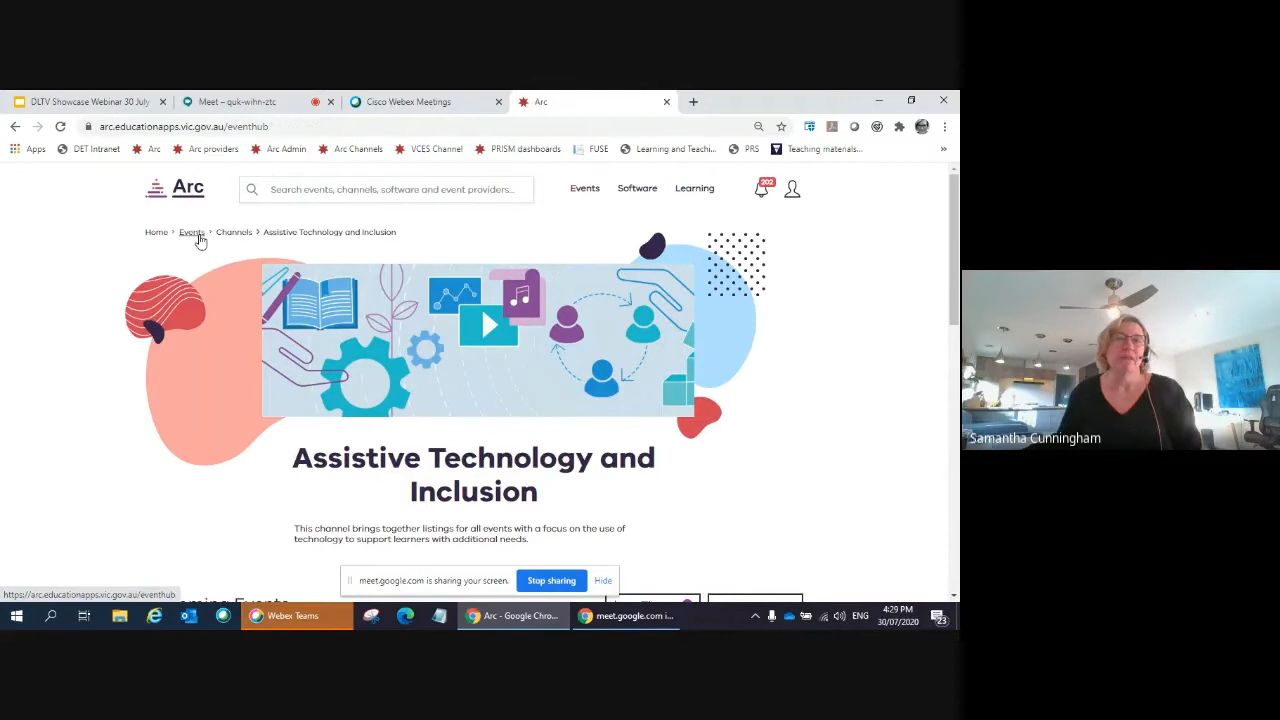 DLTV Showcase Webinar 30 July
Meet – quk-wihn-ztc
Cisco Webex Meetings
Arc
arc.educationapps.vic.gov.au/eventhub
Apps
DET Intranet
Arc
Arc providers
Arc Admin
Arc Channels
VCES Channel
PRISM dashboards
FUSE
Learning and Teachi...
PRS
Teaching materials...
Arc
Search events, channels, software and event providers...
Events
Software
Learning
202
Home > Events > Channels > Assistive Technology and Inclusion
Assistive Technology and
Inclusion
This channel brings together listings for all events with a focus on the use of
technology to support learners with additional needs.
meet.google.com is sharing your screen.
Stop sharing
Hide
https://arc.educationapps.vic.gov.au/eventhub
Webex Teams
Arc - Google Chro...
meet.google.com i...
ENG
4:29 PM
30/07/2020
23
Samantha Cunningham